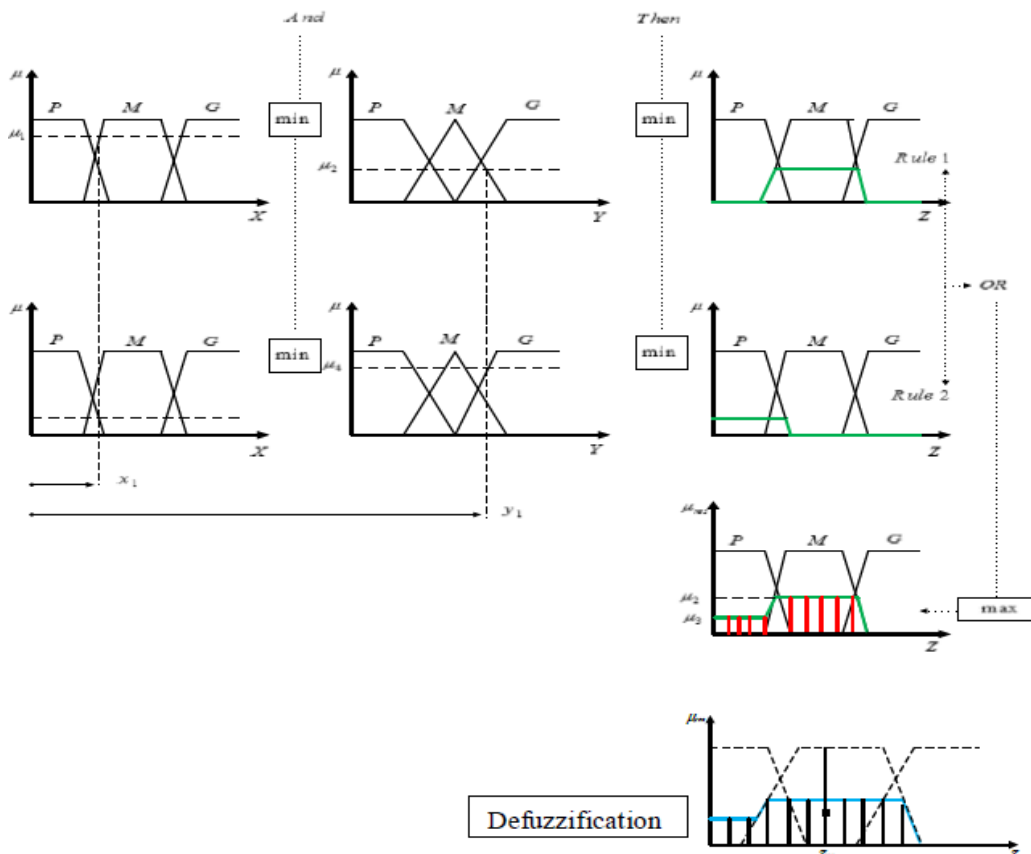 And Then
μ μ μ
P M G P M G P M G
μ₁ min min
μ₂ Rule 1
X Y Z
OR
μ μ μ
P M G P M G P M G
min μ₄ min
Rule 2
X Y Z
x₁
y₁
P M G
μ₂
μ₃ max
Z
Defuzzification